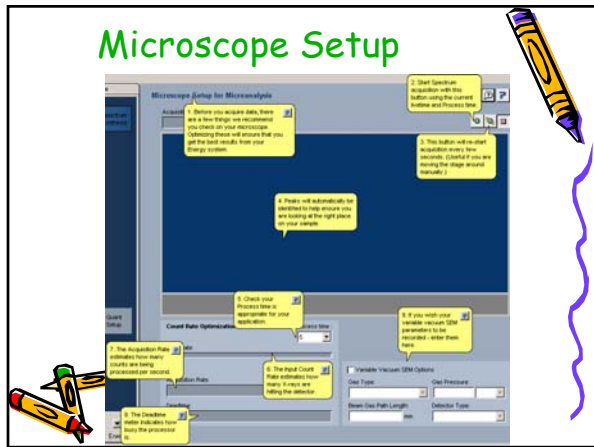 Microscope Setup
Microscope Setup for Microanalysis
1. Before you acquire data, there
are a few things we recommend
you check on your microscope.
Optimizing these will ensure that you
get the best results from your
Energy system.
2. Start Spectrum
acquisition with this
button using the current
livetime and Process time.
3. This button will re-start
acquisition every few
seconds. (Useful if you are
moving the stage around
manually.)
4. Peaks will automatically be
identified to help ensure you
are looking at the right place
on your sample.
5. Check your
Process time is
appropriate for your
application.
Count Rate Optimization
5
6. The Input Count
Rate estimates how
many X-rays are
hitting the detector.
7. The Acquisition Rate
estimates how many
counts are being
processed per second.
Rate
8. The Deadtime
meter indicates how
busy the processor
is.
9. If you wish your
variable vacuum SEM
parameters to be
recorded - enter them
here.
Variable Vacuum SEM Options
Gas Type
Gas Pressure
Beam Gas Path Length
mm
Detector Type
Quant
Setup